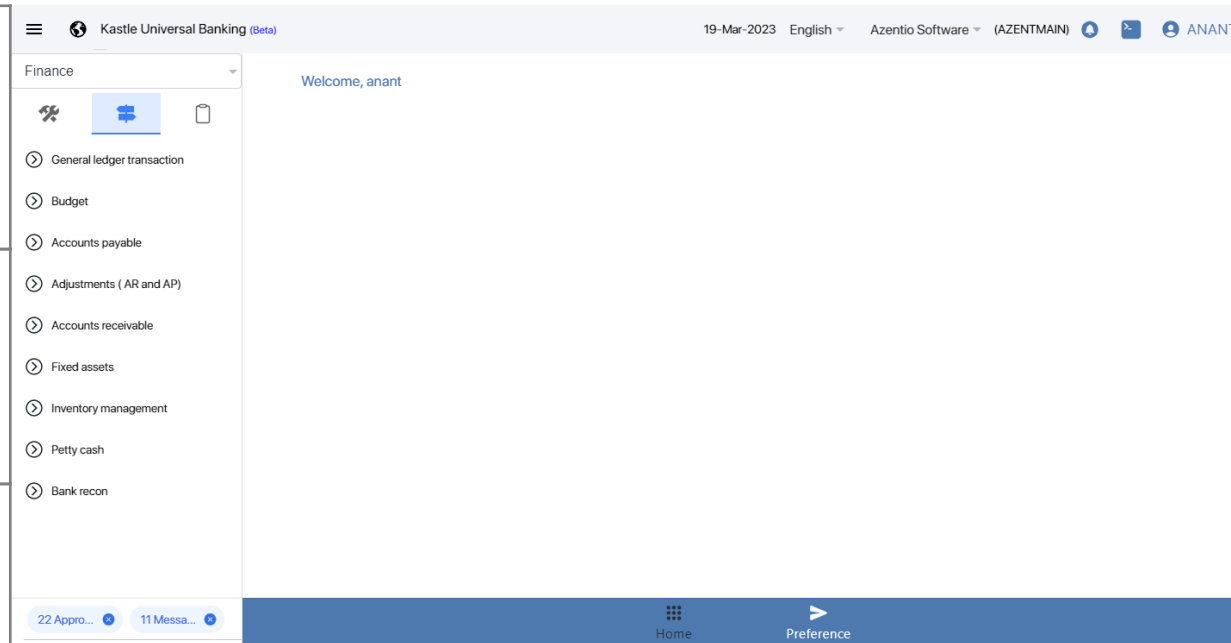 Kastle Universal Banking (Beta) 19-Mar-2023 English Azentio Software (AZENTMAIN) ANANT
Finance
Welcome, anant
General ledger transaction
Budget
Accounts payable
Adjustments ( AR and AP)
Accounts receivable
Fixed assets
Inventory management
Petty cash
Bank recon
22 Appro... 11 Messa...
Home Preference